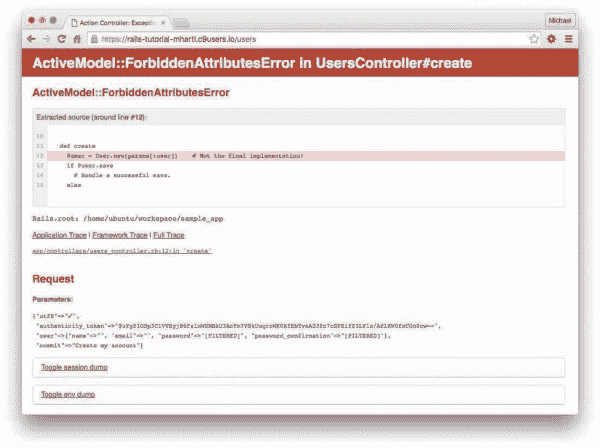 Action Controller: Exceptio
Michael
https://rails-tutorial-mhartl.c9users.io/users
ActiveModel::ForbiddenAttributesError in UsersController#create
ActiveModel::ForbiddenAttributesError
Extracted source (around line #12):
10
11 def create
12 @user = User.new(params[:user]) # Not the final implementation!
13 if @user.save
14 # Handle a successful save.
15 else
Rails.root: /home/ubuntu/workspace/sample_app
Application Trace | Framework Trace | Full Trace
app/controllers/users_controller.rb:12:in `create'
Request
Parameters:
{"utf8"=>"✓",
"authenticity_token"=>
"user"=>{"name"=>"", "email"=>"", "password"=>"[FILTERED]", "password_confirmation"=>"[FILTERED]"},
"commit"=>"Create my account"}
Toggle session dump
Toggle env dump